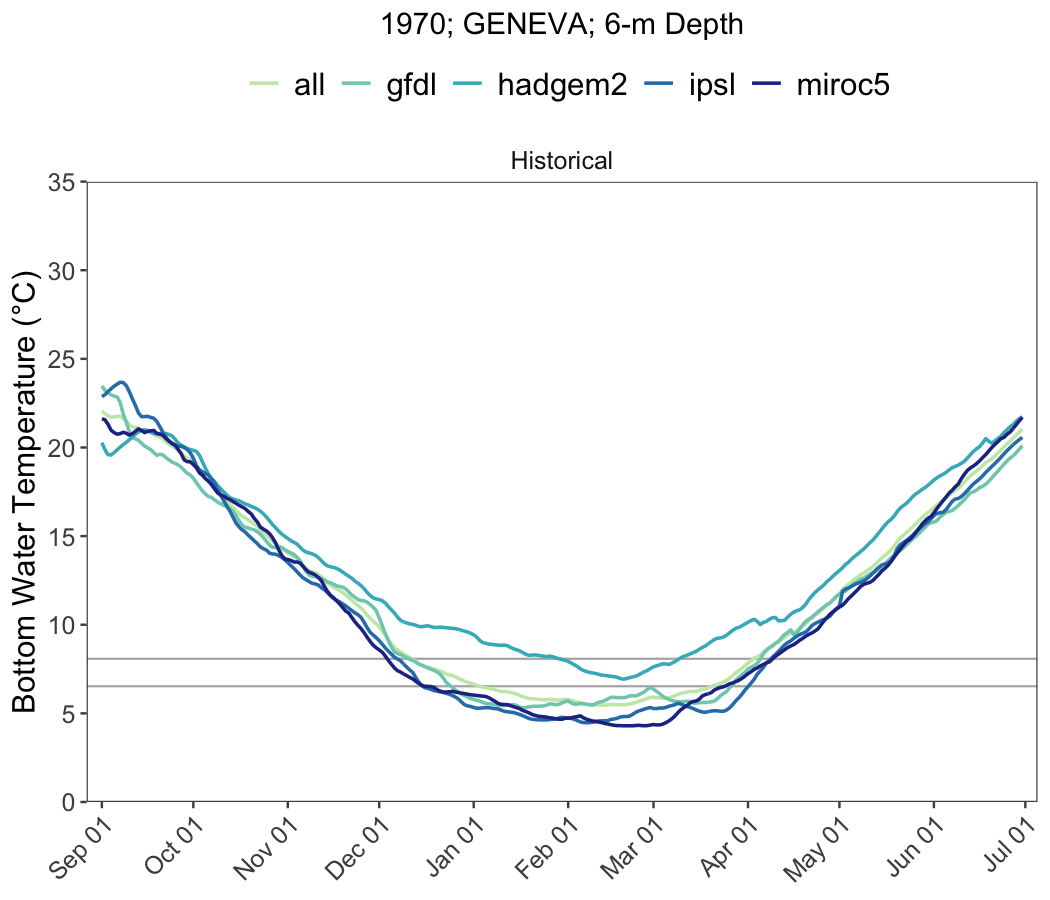 1970; GENEVA; 6-m Depth
all gfdl hadgem2 ipsl miroc5
Historical
Bottom Water Temperature (°C)
35
30
25
20
15
10
5
0
Sep 01 Oct 01 Nov 01 Dec 01 Jan 01 Feb 01 Mar 01 Apr 01 May 01 Jun 01 Jul 01